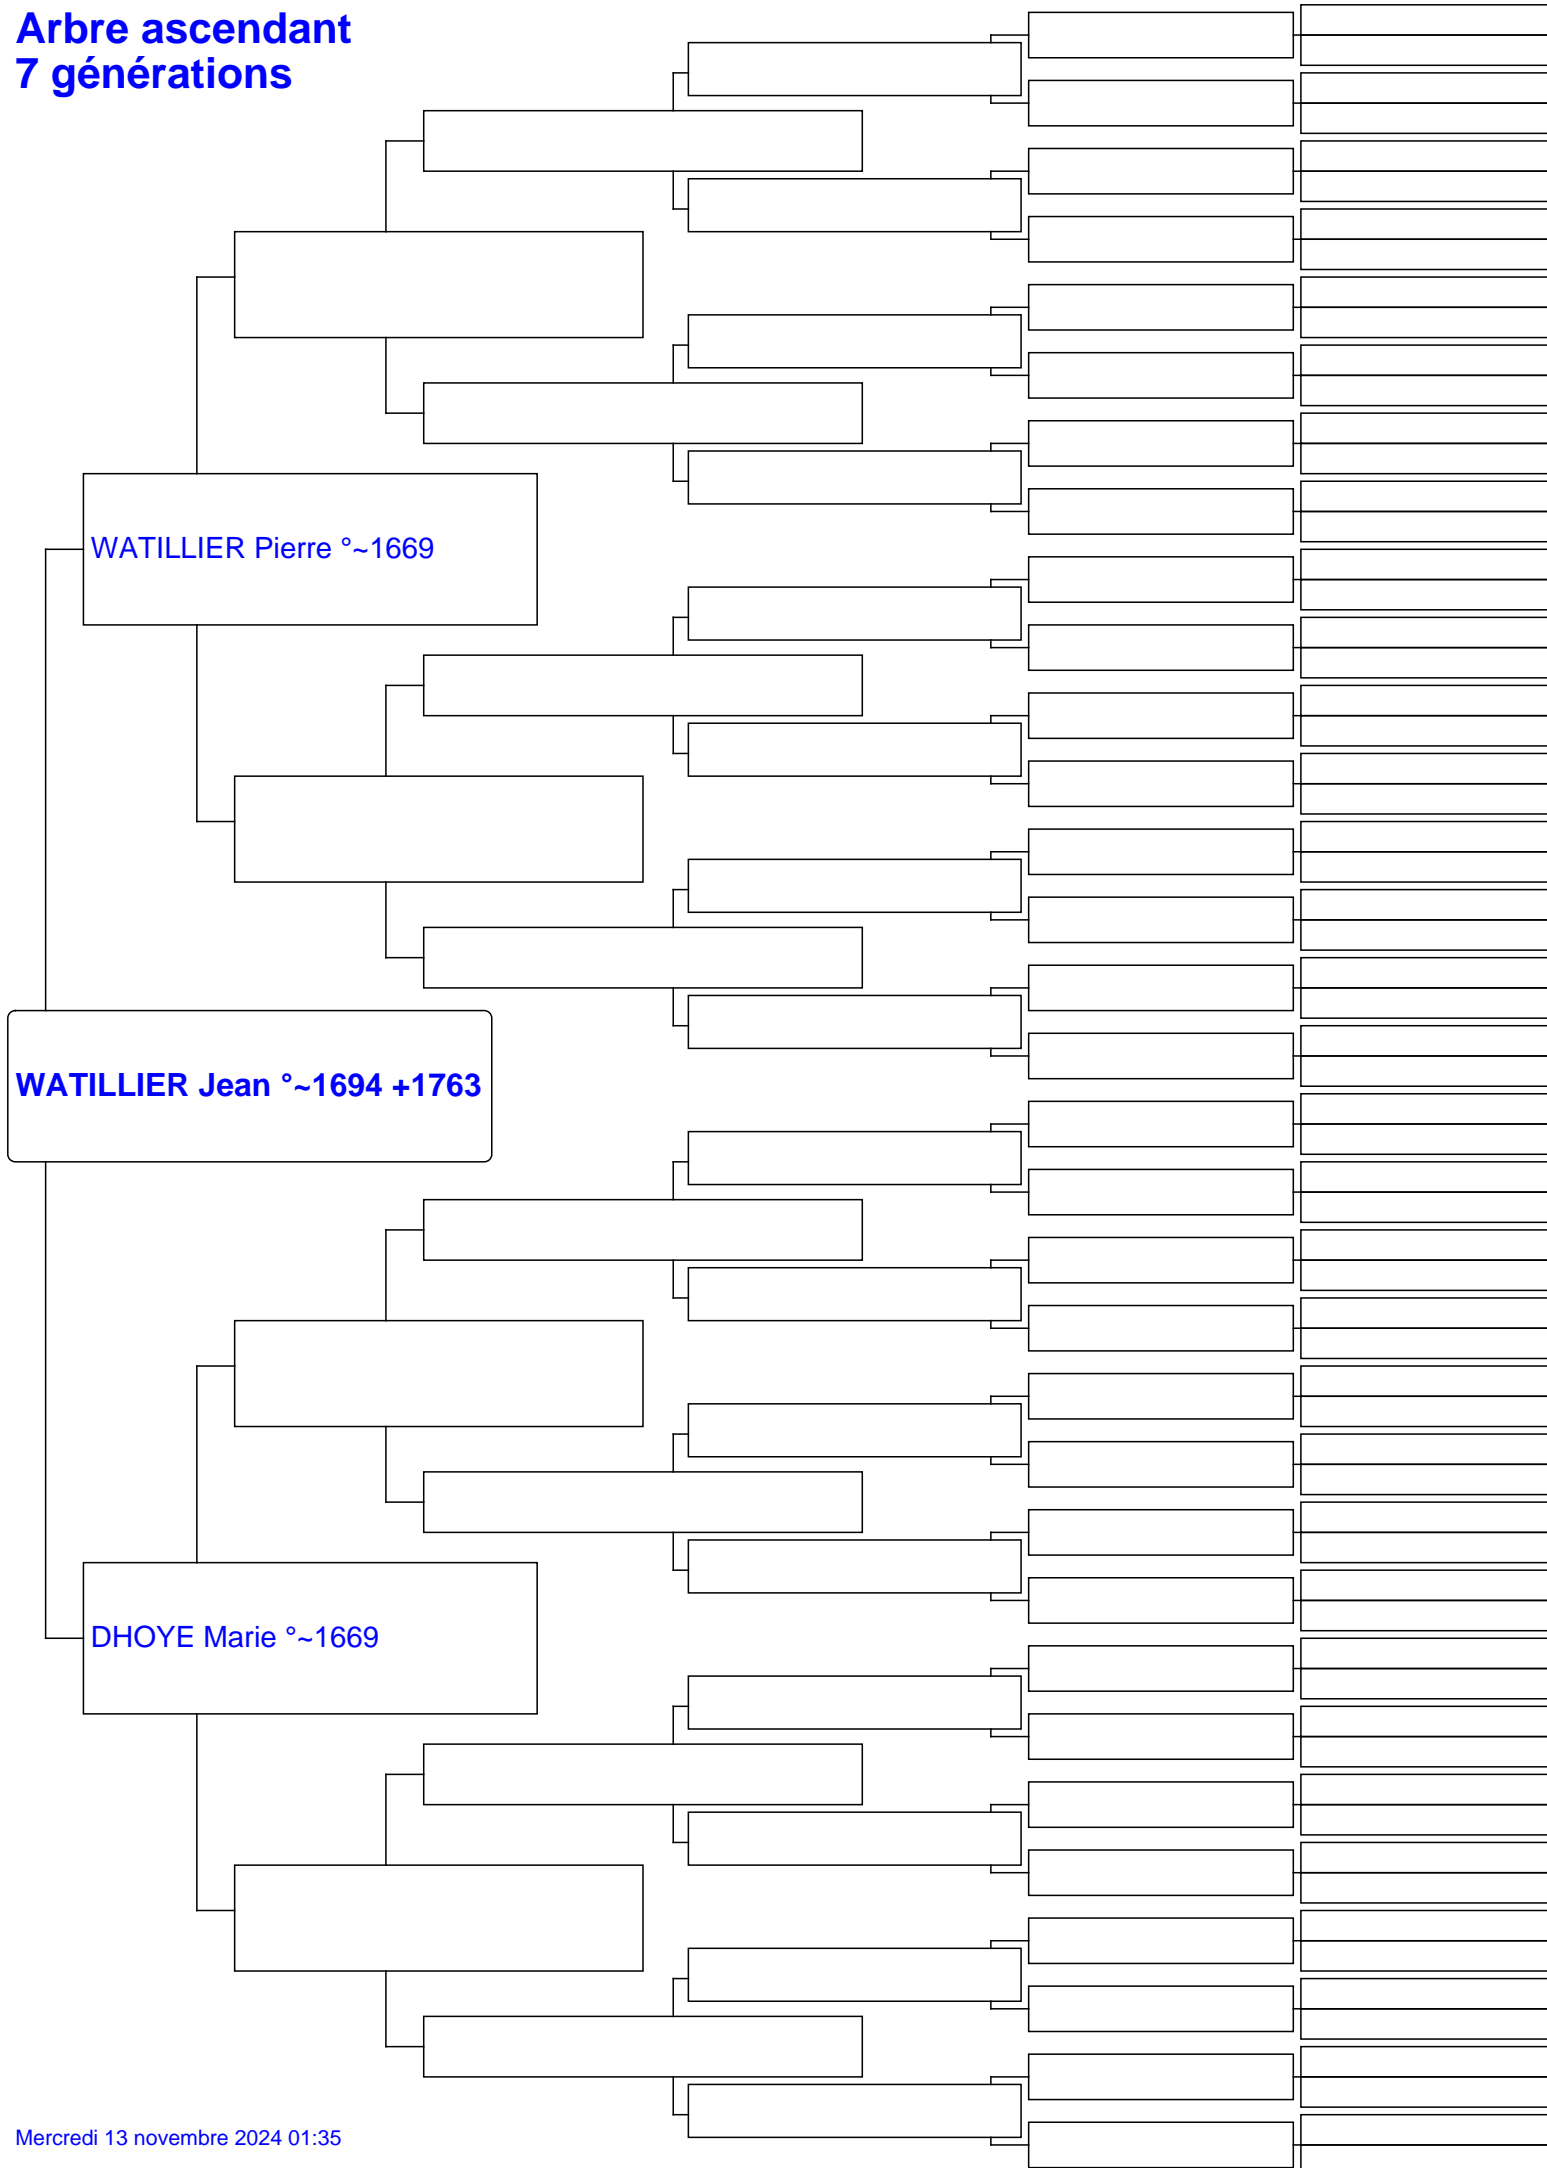 Arbre ascendant
7 générations
WATILLIER Pierre °~1669
WATILLIER Jean °~1694 +1763
DHOYE Marie °~1669
Mercredi 13 novembre 2024 01:35